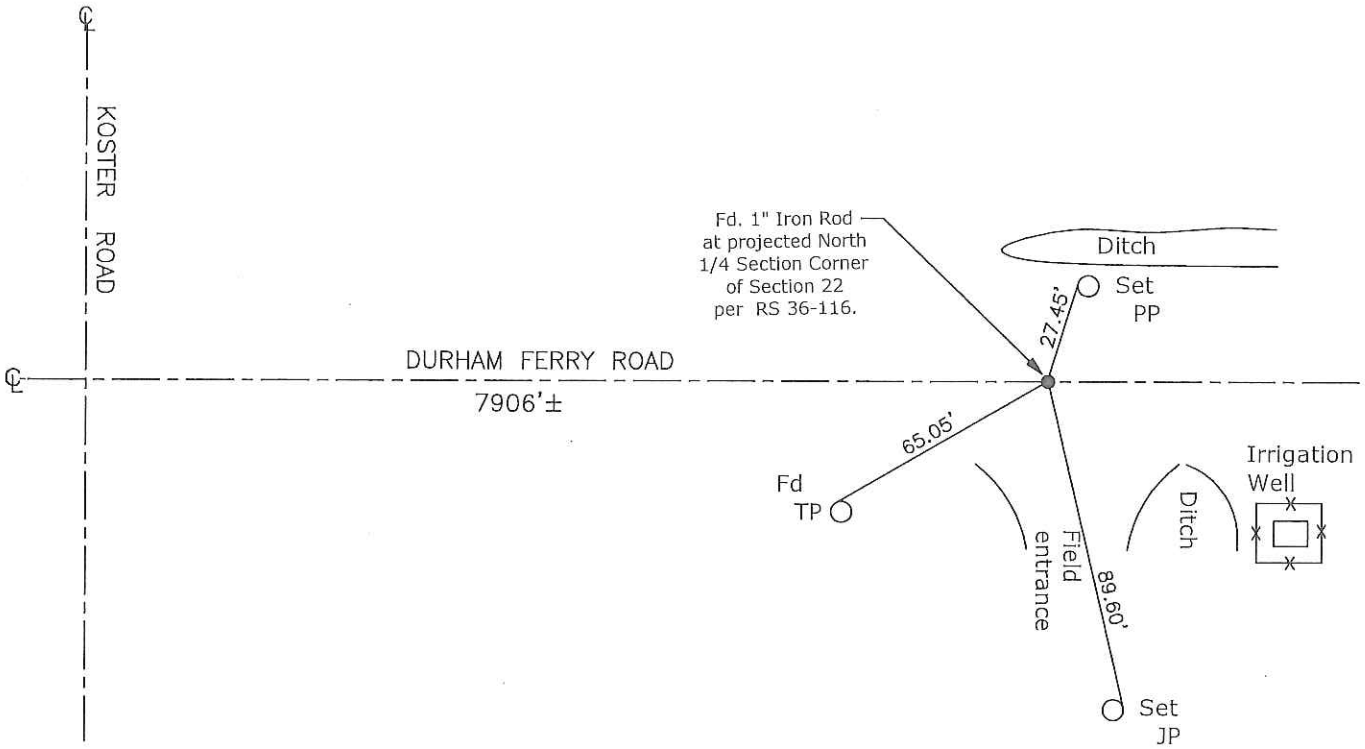 ℄
KOSTER ROAD
Fd. 1" Iron Rod
at projected North
1/4 Section Corner
of Section 22
per RS 36-116.
Ditch
Set
PP
27.45'
℄
DURHAM FERRY ROAD
7906'±
65.05'
Fd
TP
Irrigation
Well
Ditch
Field
entrance
89.60'
Set
JP